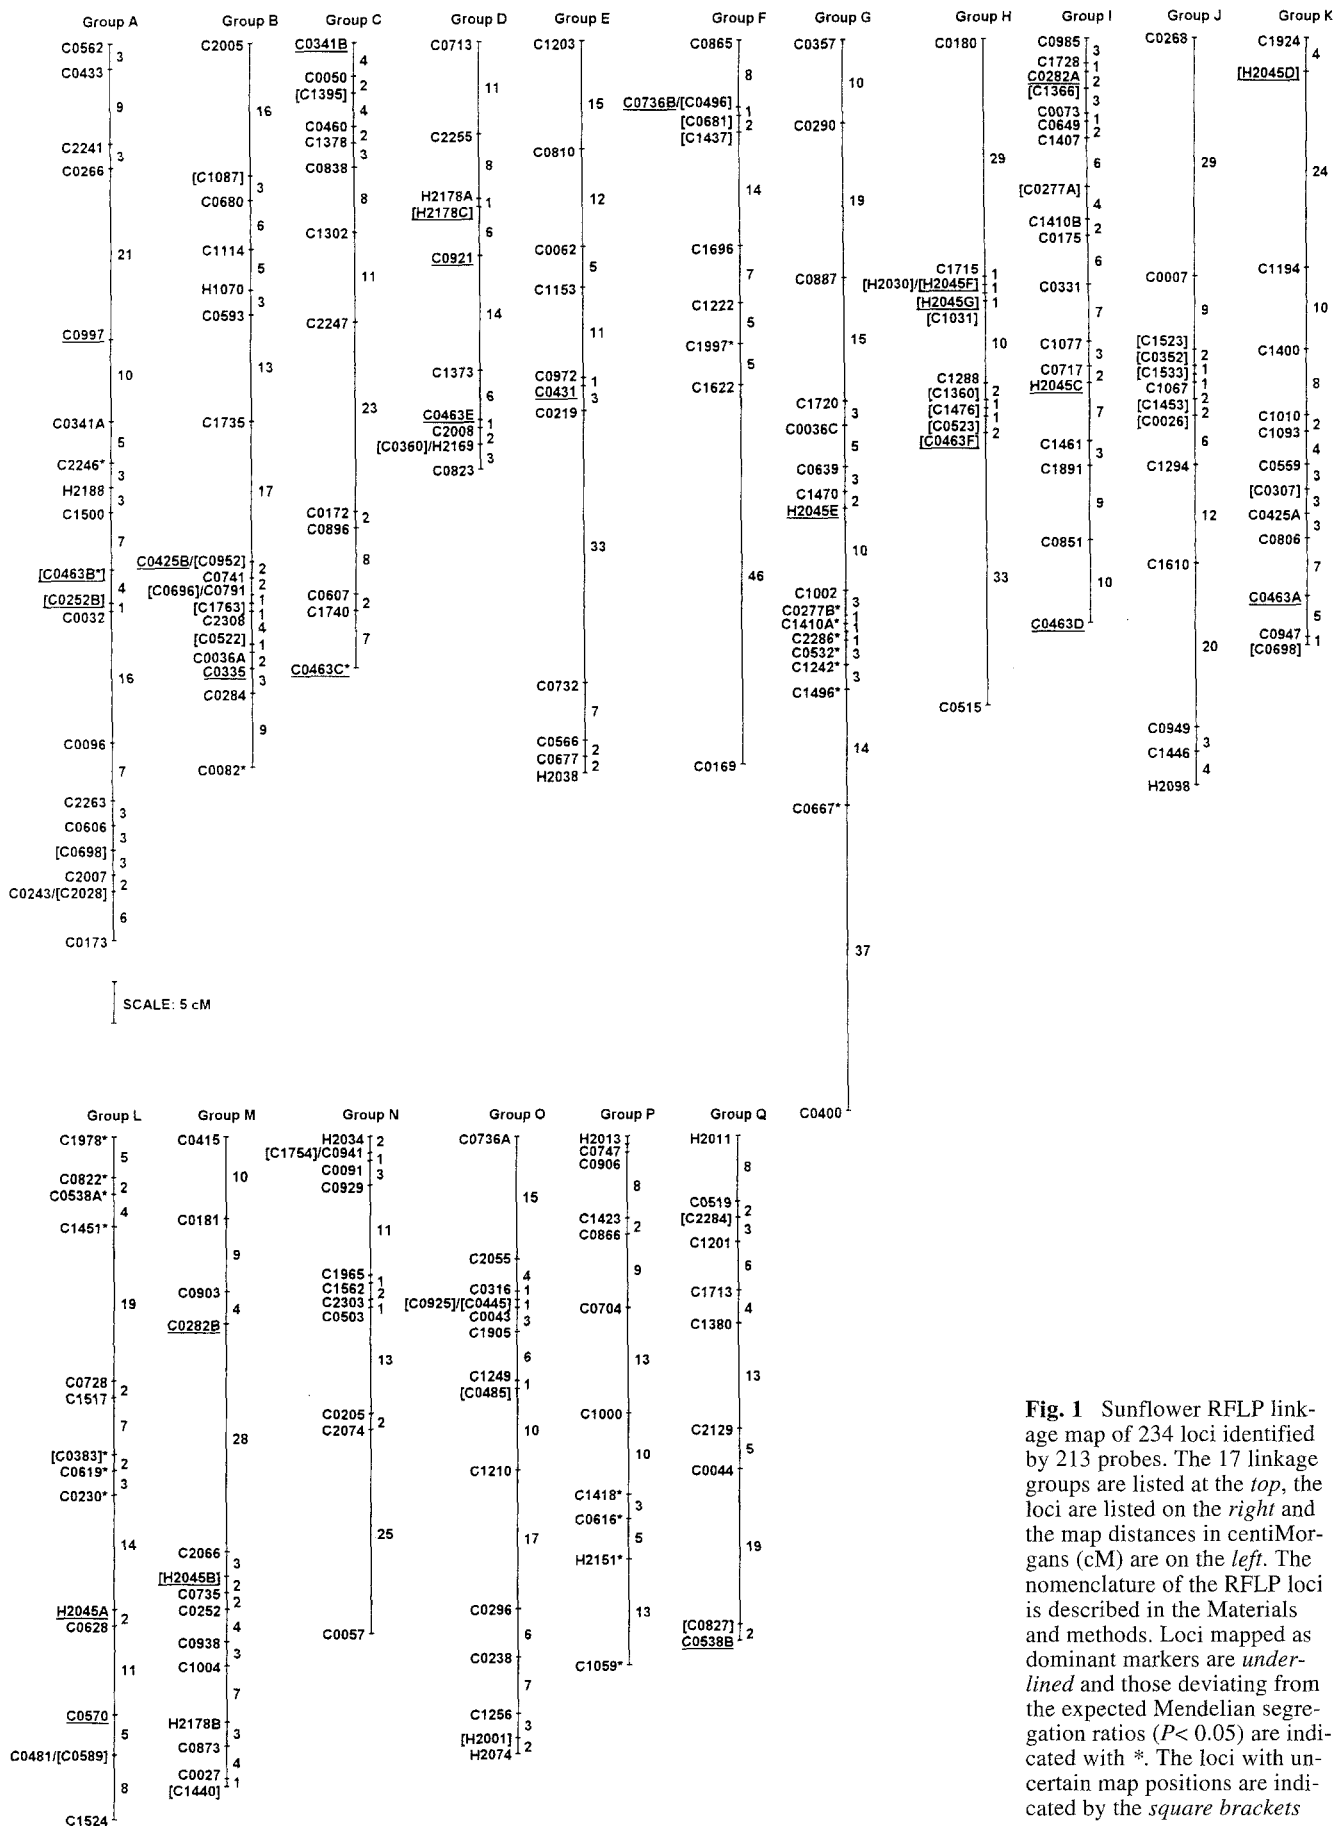 Group A
C0562
3
C0433
9
C2241
3
C0266
21
C0997
10
C0341A
5
C2246*
3
H2188
3
C1500
7
[C0463B*]
4
[C0252B]
1
C0032
16
C0096
7
C2263
3
C0606
3
[C0698]
3
C2007
2
C0243/[C2028]
6
C0173
SCALE: 5 cM
Group B
C2005
16
[C1087]
3
C0680
6
C1114
5
H1070
3
C0593
13
C1735
17
C0425B/[C0952]
2
C0741
2
[C0696]/C0791
1
[C1763]
1
C2308
4
[C0522]
1
C0036A
2
C0335
3
C0284
9
C0082*
Group C
C0341B
4
C0050
2
[C1395]
4
C0460
2
C1378
3
C0838
8
C1302
11
C2247
23
C0172
2
C0896
8
C0607
2
C1740
7
C0463C*
Group D
C0713
11
C2255
8
H2178A
1
[H2178C]
6
C0921
14
C1373
6
C0463E
1
C2008
2
[C0360]/H2169
3
C0823
Group E
C1203
15
C0810
12
C0062
5
C1153
11
C0972
1
C0431
3
C0219
33
C0732
7
C0566
2
C0677
2
H2038
Group F
C0865
8
C0736B/[C0496]
1
[C0681]
2
[C1437]
14
C1696
7
C1222
5
C1997*
5
C1622
46
C0169
Group G
C0357
10
C0290
19
C0887
15
C1720
3
C0036C
5
C0639
3
C1470
2
H2045E
10
C1002
3
C0277B*
1
C1410A*
1
C2286*
1
C0532*
3
C1242*
3
C1496*
14
C0667*
37
C0400
Group H
C0180
29
C1715
1
[H2030]/[H2045F]
1
[H2045G]
1
[C1031]
10
C1288
2
[C1360]
1
[C1476]
1
[C0523]
2
[C0463F]
33
C0515
Group I
C0985
3
C1728
1
C0282A
2
[C1366]
3
C0073
1
C0649
2
C1407
6
[C0277A]
4
C1410B
2
C0175
6
C0331
7
C1077
3
C0717
2
H2045C
7
C1461
3
C1891
9
C0851
10
C0463D
Group J
C0268
29
C0007
9
[C1523]
2
[C0352]
1
[C1533]
1
C1067
2
[C1453]
2
[C0026]
6
C1294
12
C1610
20
C0949
3
C1446
4
H2098
Group K
C1924
4
[H2045D]
24
C1194
10
C1400
8
C1010
2
C1093
4
C0559
3
[C0307]
3
C0425A
3
C0806
7
C0463A
5
C0947
1
[C0698]
Group L
C1978*
5
C0822*
2
C0538A*
4
C1451*
19
C0728
2
C1517
7
[C0383]*
2
C0619*
3
C0230*
14
H2045A
2
C0628
11
C0570
5
C0481/[C0589]
8
C1524
Group M
C0415
10
C0181
9
C0903
4
C0282B
28
C2066
3
[H2045B]
2
C0735
2
C0252
4
C0938
3
C1004
7
H2178B
3
C0873
4
C0027
1
[C1440]
Group N
H2034
2
[C1754]/C0941
1
C0091
3
C0929
11
C1965
1
C1562
2
C2303
1
C0503
13
C0205
2
C2074
25
C0057
Group O
C0736A
15
C2055
4
C0316
1
[C0925]/[C0445]
1
C0043
3
C1905
6
C1249
1
[C0485]
10
C1210
17
C0296
6
C0238
7
C1256
3
[H2001]
2
H2074
Group P
H2013
C0747
C0906
8
C1423
2
C0866
9
C0704
13
C1000
10
C1418*
3
C0616*
5
H2151*
13
C1059*
Group Q
H2011
8
C0519
2
[C2284]
3
C1201
6
C1713
4
C1380
13
C2129
5
C0044
19
[C0827]
2
C0538B
Fig. 1 Sunflower RFLP link-
age map of 234 loci identified
by 213 probes. The 17 linkage
groups are listed at the top, the
loci are listed on the right and
the map distances in centiMor-
gans (cM) are on the left. The
nomenclature of the RFLP loci
is described in the Materials
and methods. Loci mapped as
dominant markers are under-
lined and those deviating from
the expected Mendelian segre-
gation ratios (P< 0.05) are indi-
cated with *. The loci with un-
certain map positions are indi-
cated by the square brackets